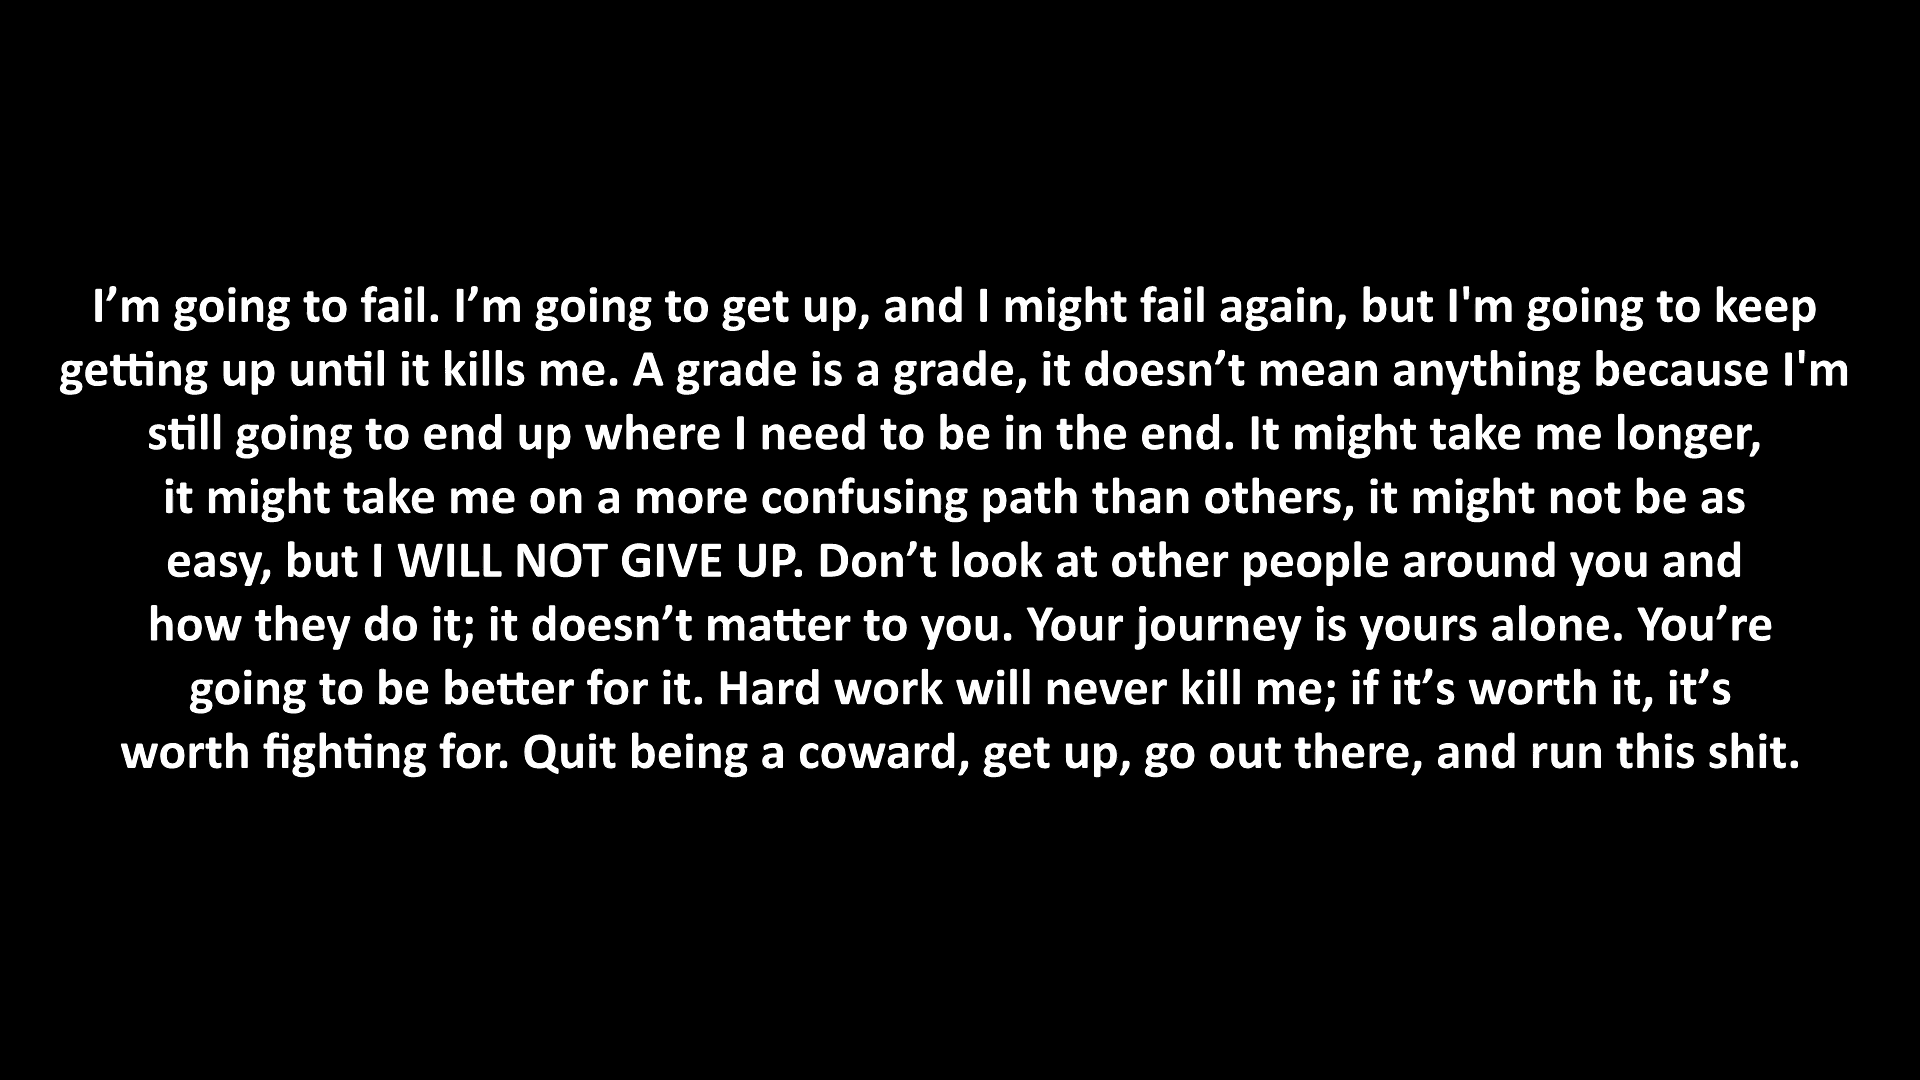 I’m going to fail. I’m going to get up, and I might fail again, but I'm going to keep
getting up until it kills me. A grade is a grade, it doesn’t mean anything because I'm
still going to end up where I need to be in the end. It might take me longer,
it might take me on a more confusing path than others, it might not be as
easy, but I WILL NOT GIVE UP. Don’t look at other people around you and
how they do it; it doesn’t matter to you. Your journey is yours alone. You’re
going to be better for it. Hard work will never kill me; if it’s worth it, it’s
worth fighting for. Quit being a coward, get up, go out there, and run this shit.